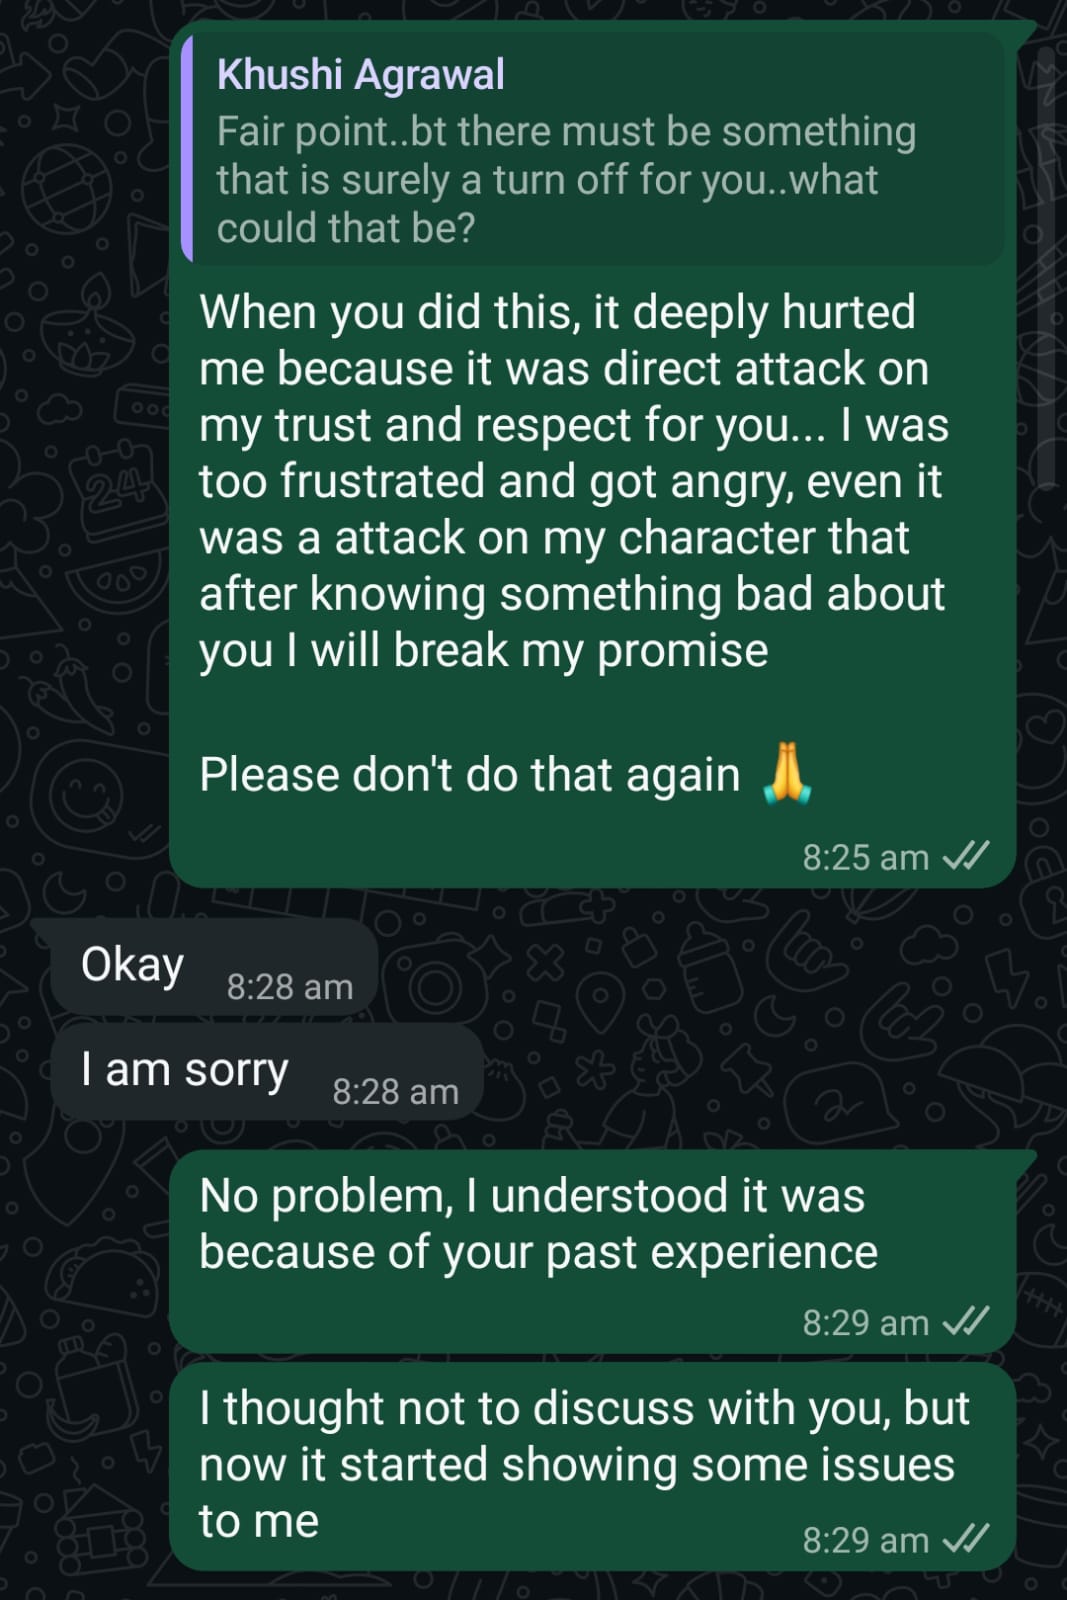 Khushi Agrawal
Fair point..bt there must be something
that is surely a turn off for you..what
could that be?
When you did this, it deeply hurted
me because it was direct attack on
my trust and respect for you... I was
too frustrated and got angry, even it
was a attack on my character that
after knowing something bad about
you I will break my promise
Please don't do that again 🙏
8:25 am
Okay 8:28 am
I am sorry 8:28 am
No problem, I understood it was
because of your past experience
8:29 am
I thought not to discuss with you, but
now it started showing some issues
to me 8:29 am